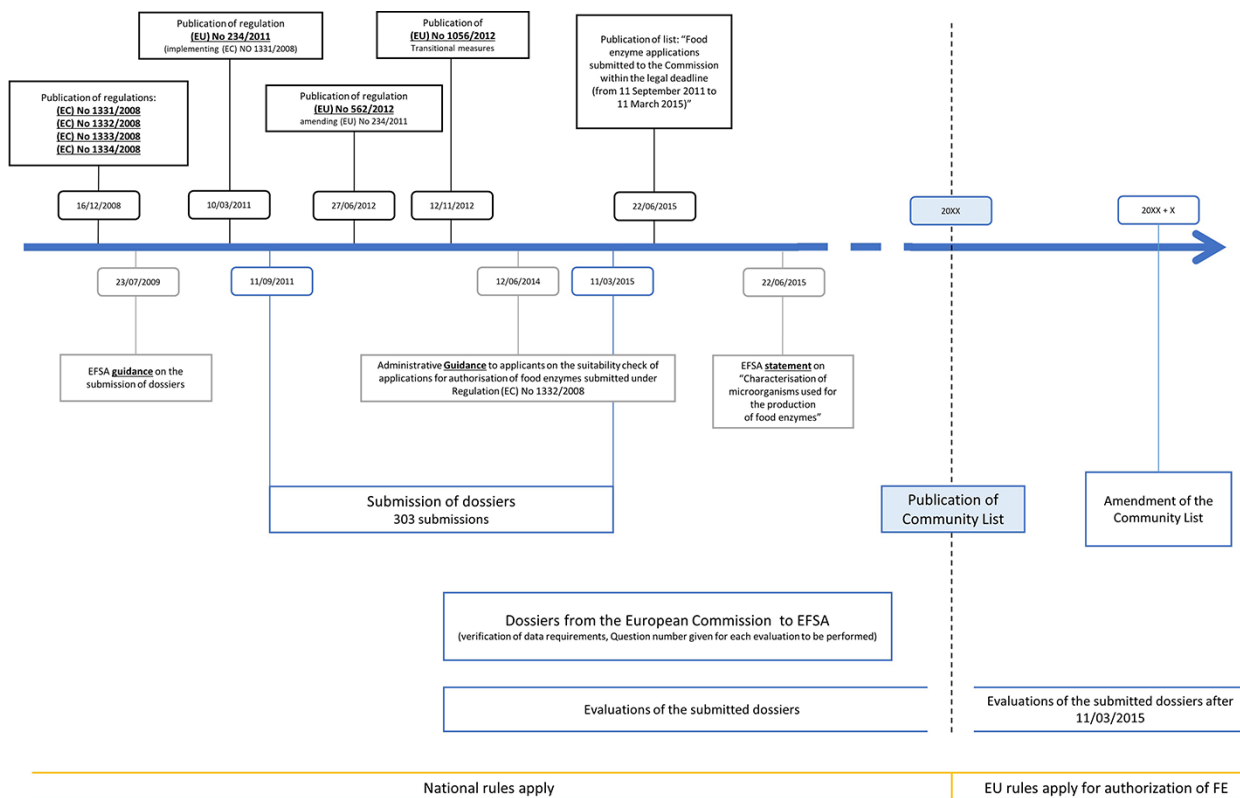 Publication of regulation
(EU) No 234/2011
(implementing (EC) NO 1331/2008)
Publication of
(EU) No 1056/2012
Transitional measures
Publication of list: “Food
enzyme applications
submitted to the Commission
within the legal deadline
(from 11 September 2011 to
11 March 2015)”
Publication of regulations:
(EC) No 1331/2008
(EC) No 1332/2008
(EC) No 1333/2008
(EC) No 1334/2008
Publication of regulation
(EU) No 562/2012
amending (EU) No 234/2011
16/12/2008
10/03/2011
27/06/2012
12/11/2012
22/06/2015
20XX
20XX + X
23/07/2009
11/09/2011
12/06/2014
11/03/2015
22/06/2015
EFSA guidance on the
submission of dossiers
Administrative Guidance to applicants on the suitability check of
applications for authorisation of food enzymes submitted under
Regulation (EC) No 1332/2008
EFSA statement on
“Characterisation of
microorganisms used for
the production
of food enzymes”
Submission of dossiers
303 submissions
Publication of
Community List
Amendment of the
Community List
Dossiers from the European Commission to EFSA
(verification of data requirements, Question number given for each evaluation to be performed)
Evaluations of the submitted dossiers
Evaluations of the submitted dossiers after
11/03/2015
National rules apply
EU rules apply for authorization of FE